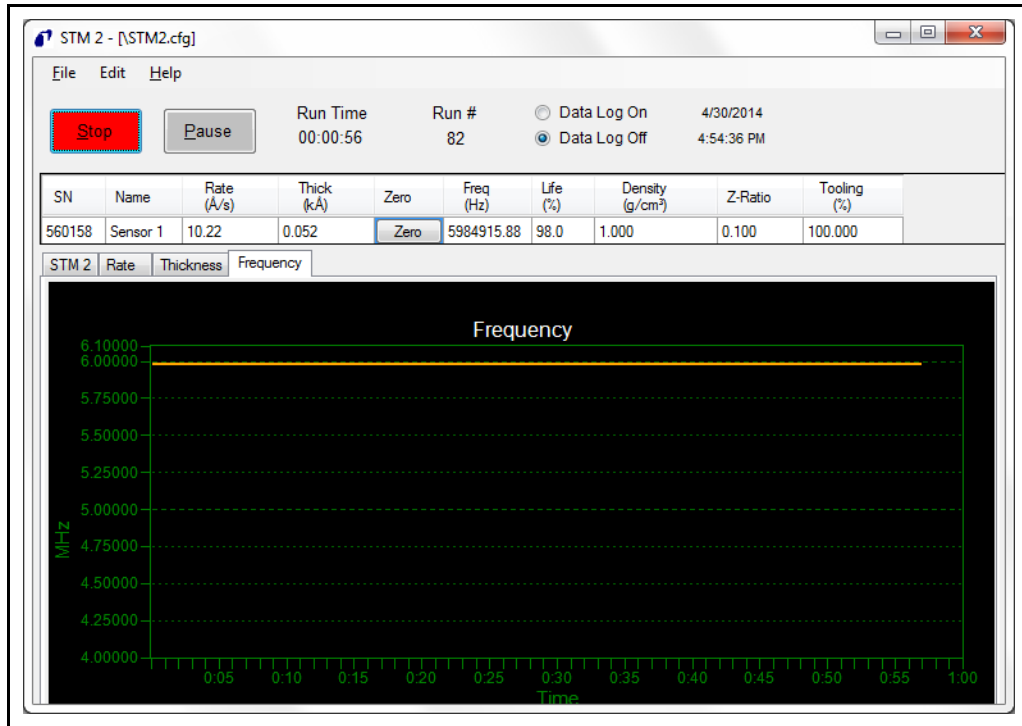 STM 2 - [\STM2.cfg]
File Edit Help
Stop Pause Run Time Run # Data Log On 4/30/2014
00:00:56 82 Data Log Off 4:54:36 PM
SN Name Rate (Å/s) Thick (kÅ) Zero Freq (Hz) Life (%) Density (g/cm³) Z-Ratio Tooling (%)
560158 Sensor 1 10.22 0.052 Zero 5984915.88 98.0 1.000 0.100 100.000
STM 2 Rate Thickness Frequency
Frequency
6.10000
6.00000
5.75000
5.50000
5.25000
5.00000
4.75000
4.50000
4.25000
4.00000
MHz
0:05 0:10 0:15 0:20 0:25 0:30 0:35 0:40 0:45 0:50 0:55 1:00
Time